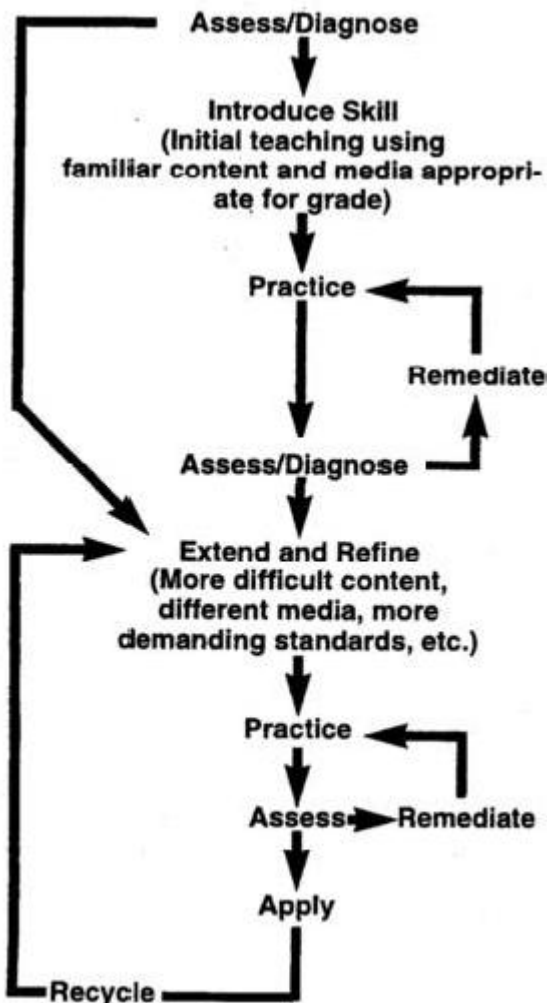 Assess/Diagnose
Introduce Skill
(Initial teaching using
familiar content and media appropri-
ate for grade)
Practice
Remediate
Assess/Diagnose
Extend and Refine
(More difficult content,
different media, more
demanding standards, etc.)
Practice
Assess
Remediate
Apply
Recycle